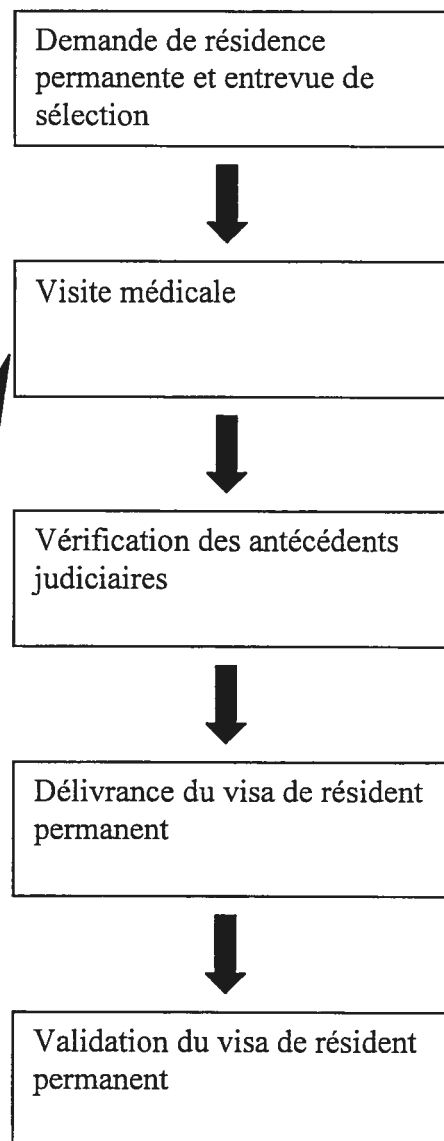 Demande de résidence
permanente et entrevue de
sélection
Visite médicale
Vérification des antécédents
judiciaires
Délivrance du visa de résident
permanent
Validation du visa de résident
permanent